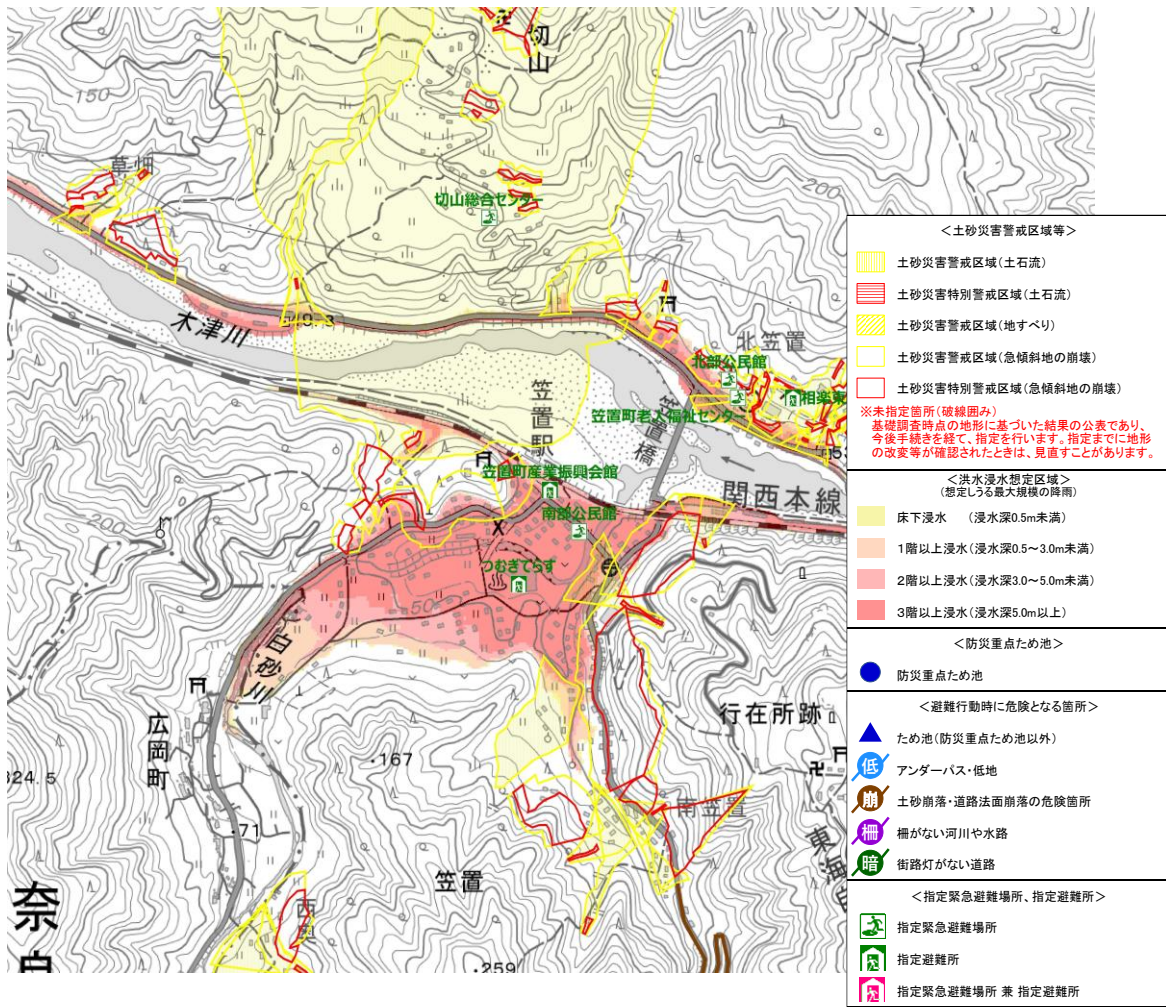 切山
150
草畑
200
切山総合センター
木津川
北笠置
北部公民館
相楽東
笠置駅
笠置町老人福祉センター
笠置橋
笠置町産業振興会館
関西本線
南部公民館
200
つむぎてらす
50
白砂川
行在所跡
広岡町
167
324.5
南笠置
71
東海自
笠置
奈良
西奥
259
＜土砂災害警戒区域等＞
土砂災害警戒区域(土石流)
土砂災害特別警戒区域(土石流)
土砂災害警戒区域(地すべり)
土砂災害警戒区域(急傾斜地の崩壊)
土砂災害特別警戒区域(急傾斜地の崩壊)
※未指定箇所(破線囲み)
基礎調査時点の地形に基づいた結果の公表であり、
今後手続きを経て、指定を行います。指定までに地形
の改変等が確認されたときは、見直すことがあります。
＜洪水浸水想定区域＞
(想定しうる最大規模の降雨)
床下浸水 (浸水深0.5m未満)
1階以上浸水(浸水深0.5～3.0m未満)
2階以上浸水(浸水深3.0～5.0m未満)
3階以上浸水(浸水深5.0m以上)
＜防災重点ため池＞
防災重点ため池
＜避難行動時に危険となる箇所＞
ため池(防災重点ため池以外)
低 アンダーパス・低地
崩 土砂崩落・道路法面崩落の危険箇所
柵 柵がない河川や水路
暗 街路灯がない道路
＜指定緊急避難場所、指定避難所＞
指定緊急避難場所
指定避難所
指定緊急避難場所 兼 指定避難所